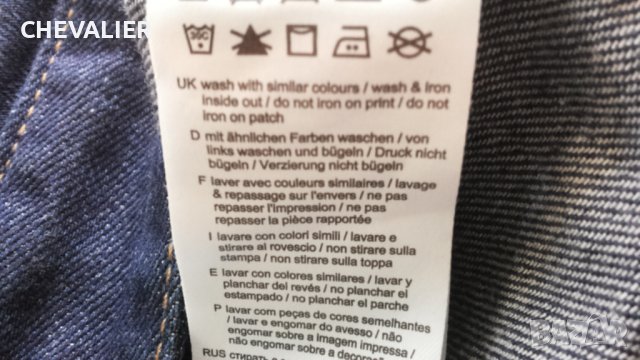 CHEVALIER
30C
UK wash with similar colours / wash & Iron
inside out / do not iron on print / do not
iron on patch
D mit ähnlichen Farben waschen / von
links waschen und bügeln / Druck nicht
bügeln / Verzierung nicht bügeln
F laver avec couleurs similaires / lavage
& repassage sur l'envers / ne pas
repasser l'impression / ne pas
repasser la pièce rapportée
I lavare con colori simili / lavare e
stirare al rovescio / non stirare sulla
stampa / non stirare sulla toppa
E lavar con colores similares / lavar y
planchar del revés / no planchar el
estampado / no planchar el parche
P lavar com peças de cores semelhantes
/ lavar e engomar do avesso / não
engomar sobre a imagem impressa /
não engomar sobre a decoração
RUS стирать